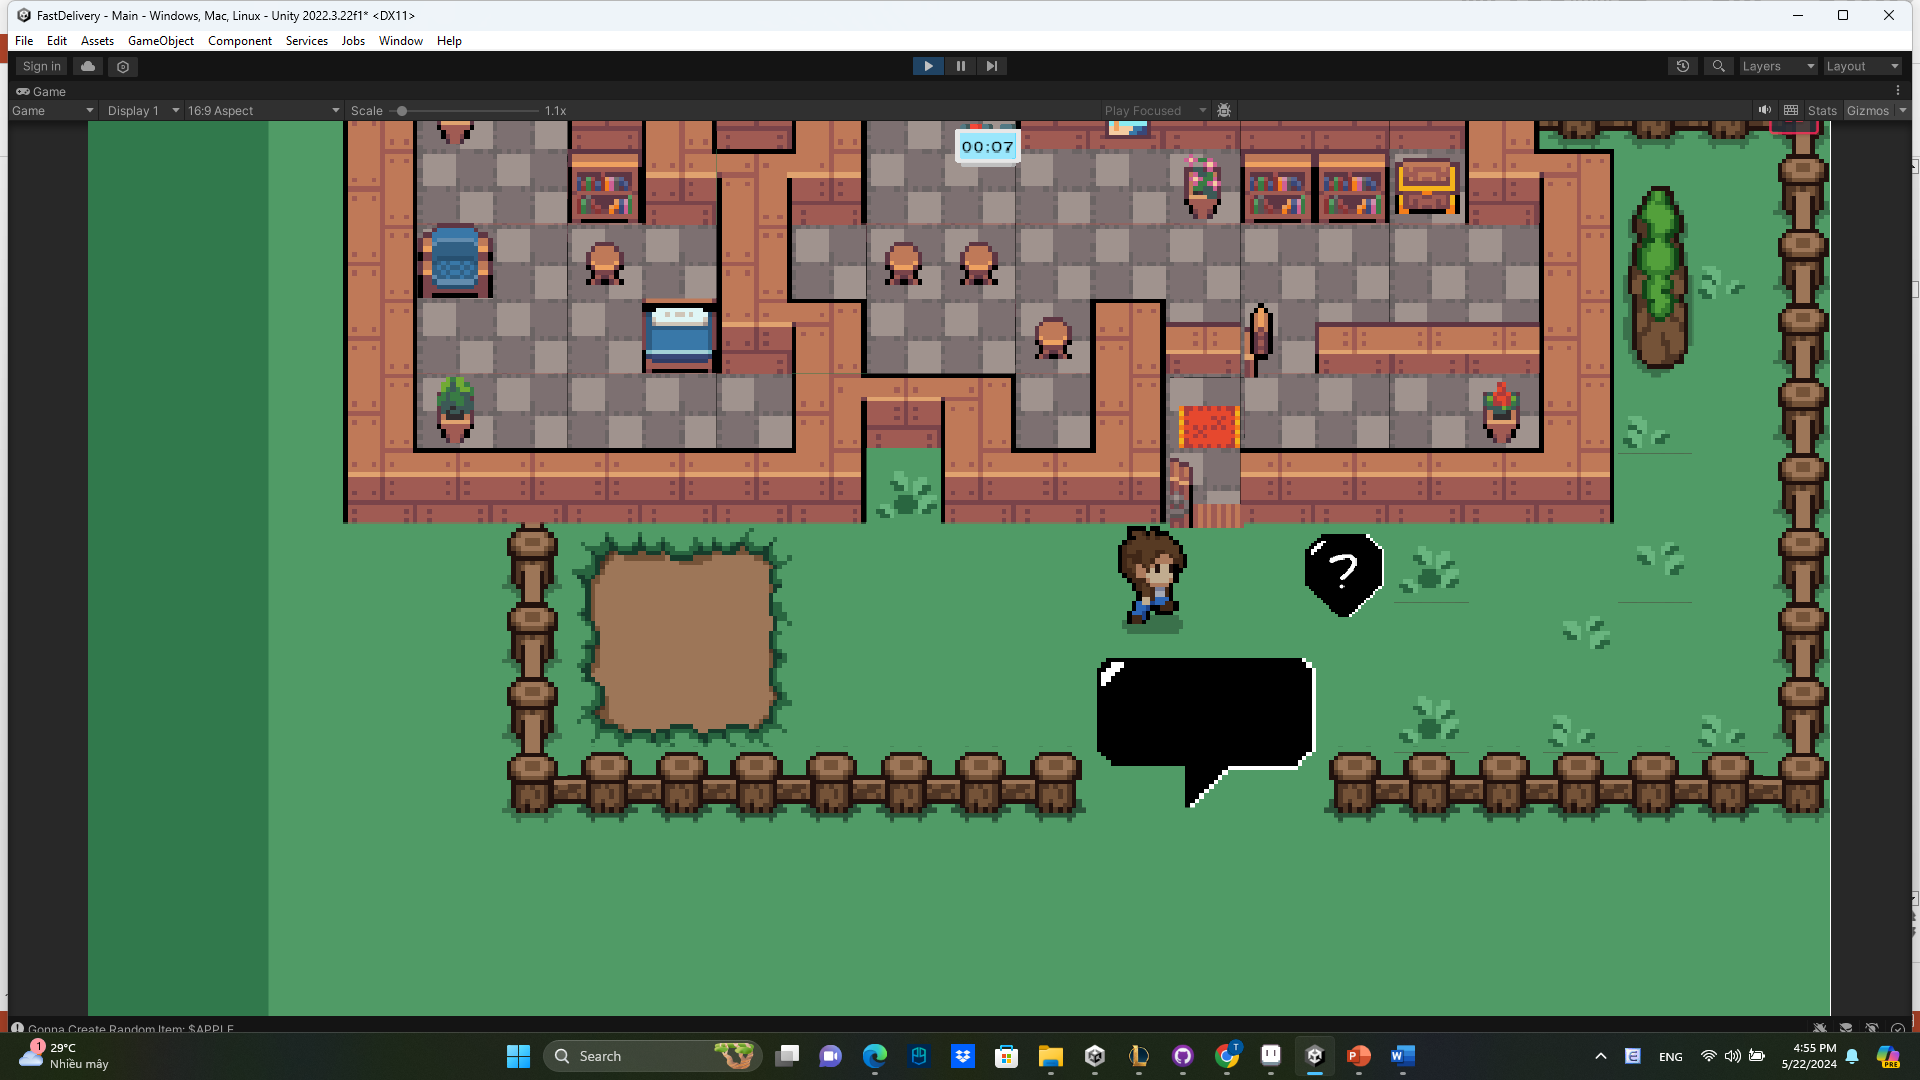 FastDelivery - Main - Windows, Mac, Linux - Unity 2022.3.22f1* <DX11>
File Edit Assets GameObject Component Services Jobs Window Help
Sign in Layers Layout
Game
Game Display 1 16:9 Aspect Scale 1.1x Play Focused Stats Gizmos
00:07
?
Gonna Create Random Item: $APPLE
1 29°C
Nhiều mây
Search
T
ENG
4:55 PM
5/22/2024
PRE